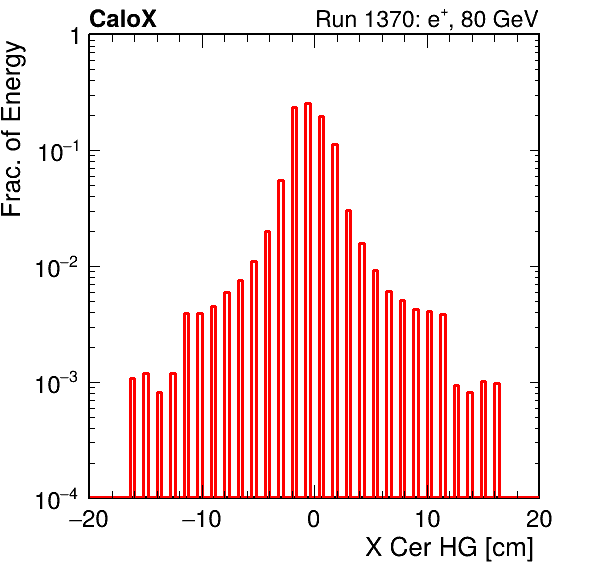 CaloX Run 1370: e⁺, 80 GeV
Frac. of Energy
1
10⁻¹
10⁻²
10⁻³
10⁻⁴
−20 −10 0 10 20
X Cer HG [cm]